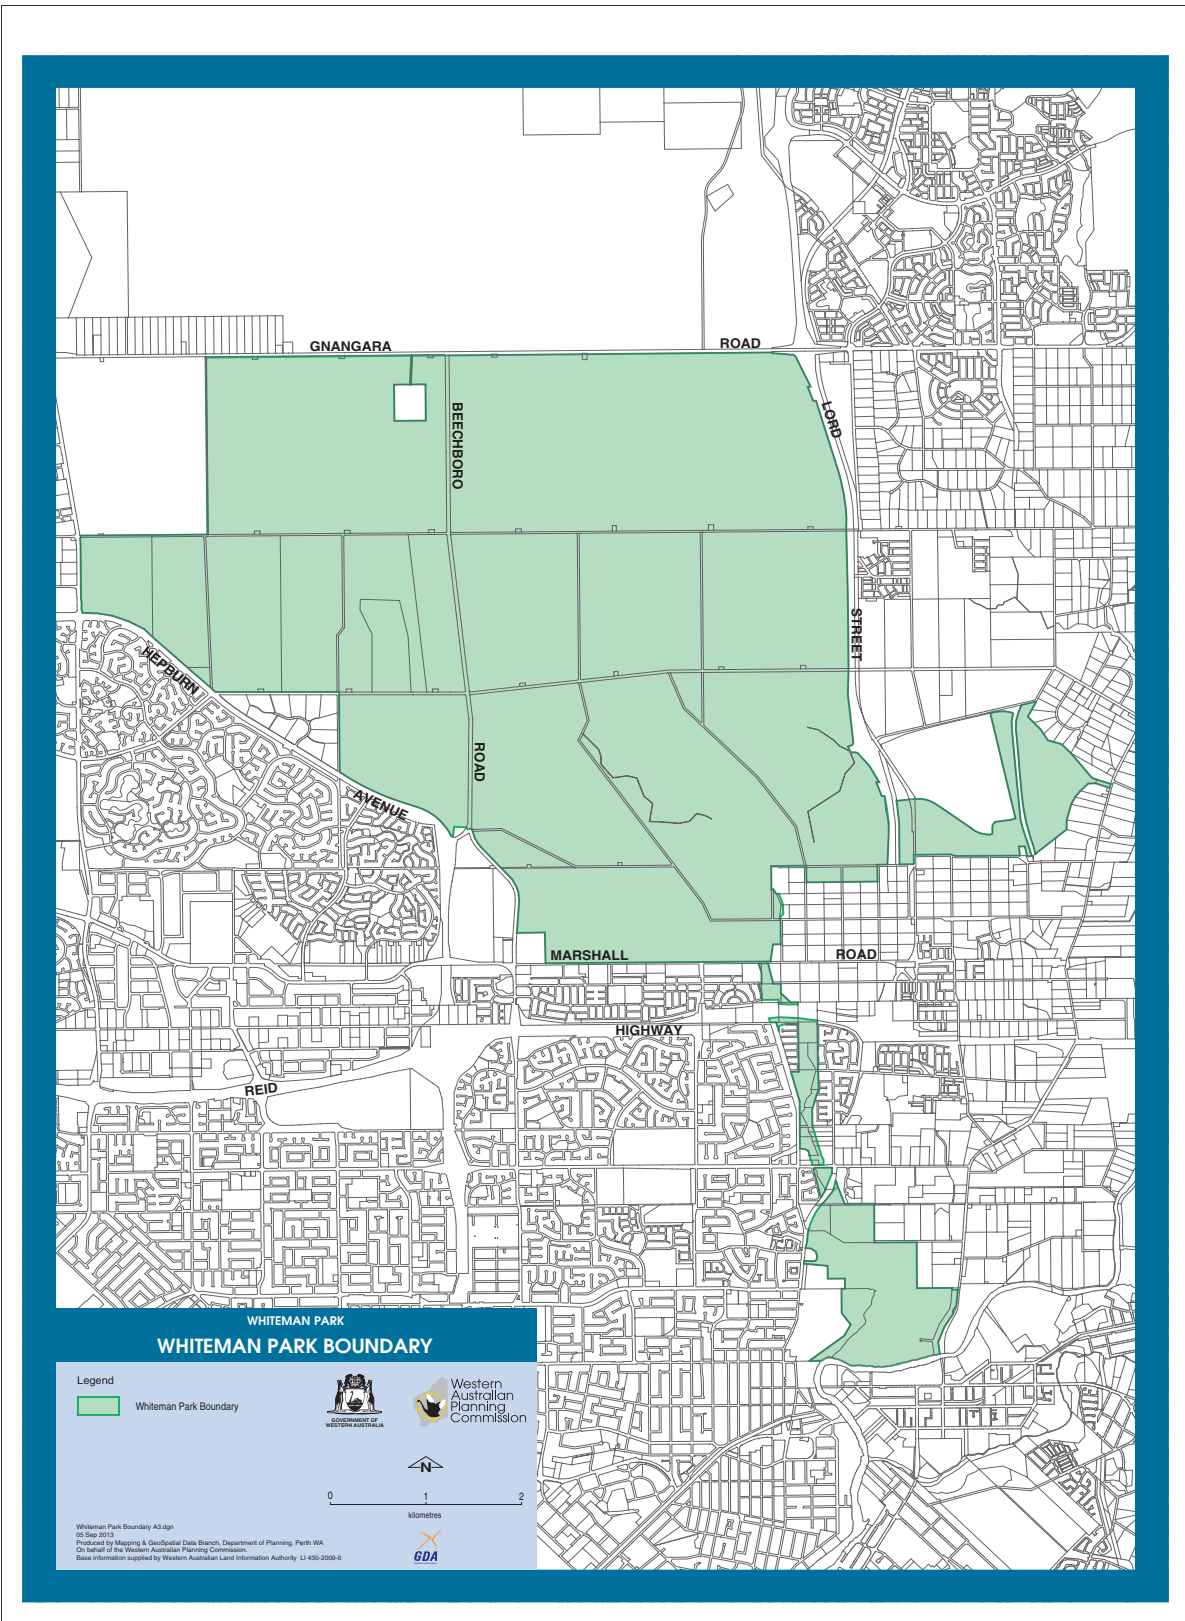 GNANGARA
ROAD
BEECHBORO
LORD
STREET
HEPBURN
ROAD
AVENUE
MARSHALL
ROAD
HIGHWAY
REID
WHITEMAN PARK
WHITEMAN PARK BOUNDARY
Legend
Whiteman Park Boundary
GOVERNMENT OF
WESTERN AUSTRALIA
Western
Australian
Planning
Commission
N
0 1 2
kilometres
Whiteman Park Boundary A3.dgn
05 Sep 2013
Produced by Mapping & GeoSpatial Data Branch, Department of Planning, Perth WA
On behalf of the Western Australian Planning Commission.
Base information supplied by Western Australian Land Information Authority LI 430-2009-6
GDA